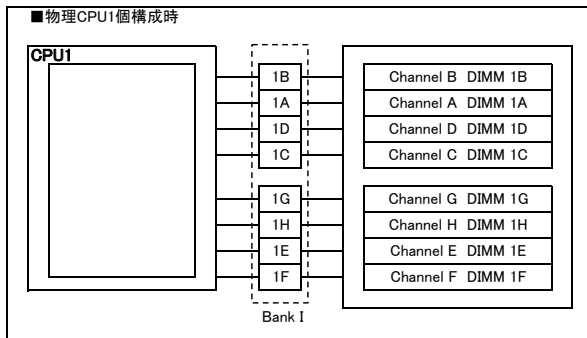 ■物理CPU1個構成時
CPU1
1B Channel B DIMM 1B
1A Channel A DIMM 1A
1D Channel D DIMM 1D
1C Channel C DIMM 1C
1G Channel G DIMM 1G
1H Channel H DIMM 1H
1E Channel E DIMM 1E
1F Channel F DIMM 1F
Bank I